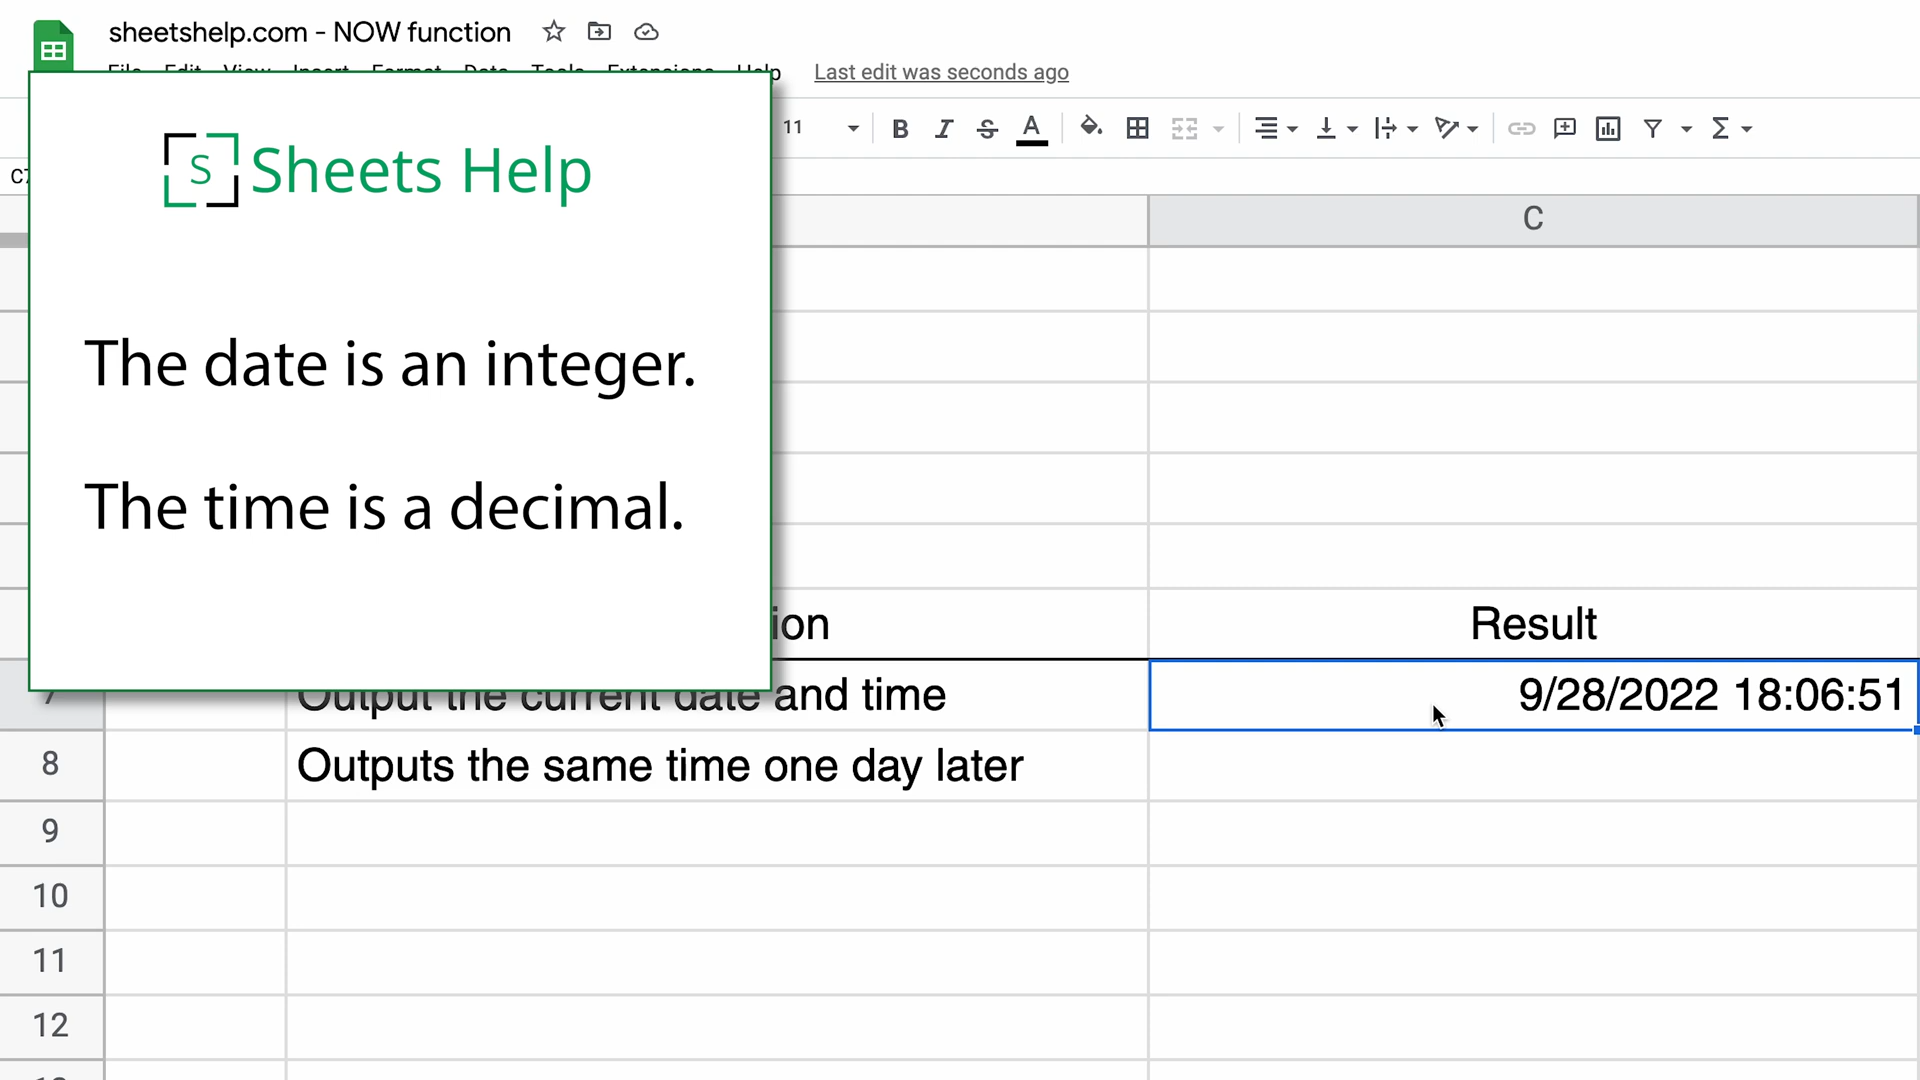 sheetshelp.com - NOW function
File Edit View Insert Format Data Tools Extensions Help Last edit was seconds ago
11
B I S A
S Sheets Help
C
The date is an integer.
The time is a decimal.
ion Result
7 Output the current date and time 9/28/2022 18:06:51
8 Outputs the same time one day later
9
10
11
12